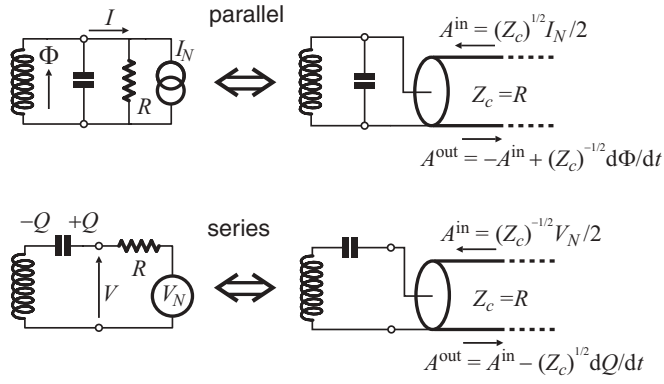 parallel
I
Φ
R
I_N
A^in = (Z_c)^1/2 I_N/2
Z_c = R
A^out = −A^in + (Z_c)^−1/2 dΦ/dt
series
−Q +Q
R
V
V_N
A^in = (Z_c)^−1/2 V_N/2
Z_c = R
A^out = A^in − (Z_c)^1/2 dQ/dt